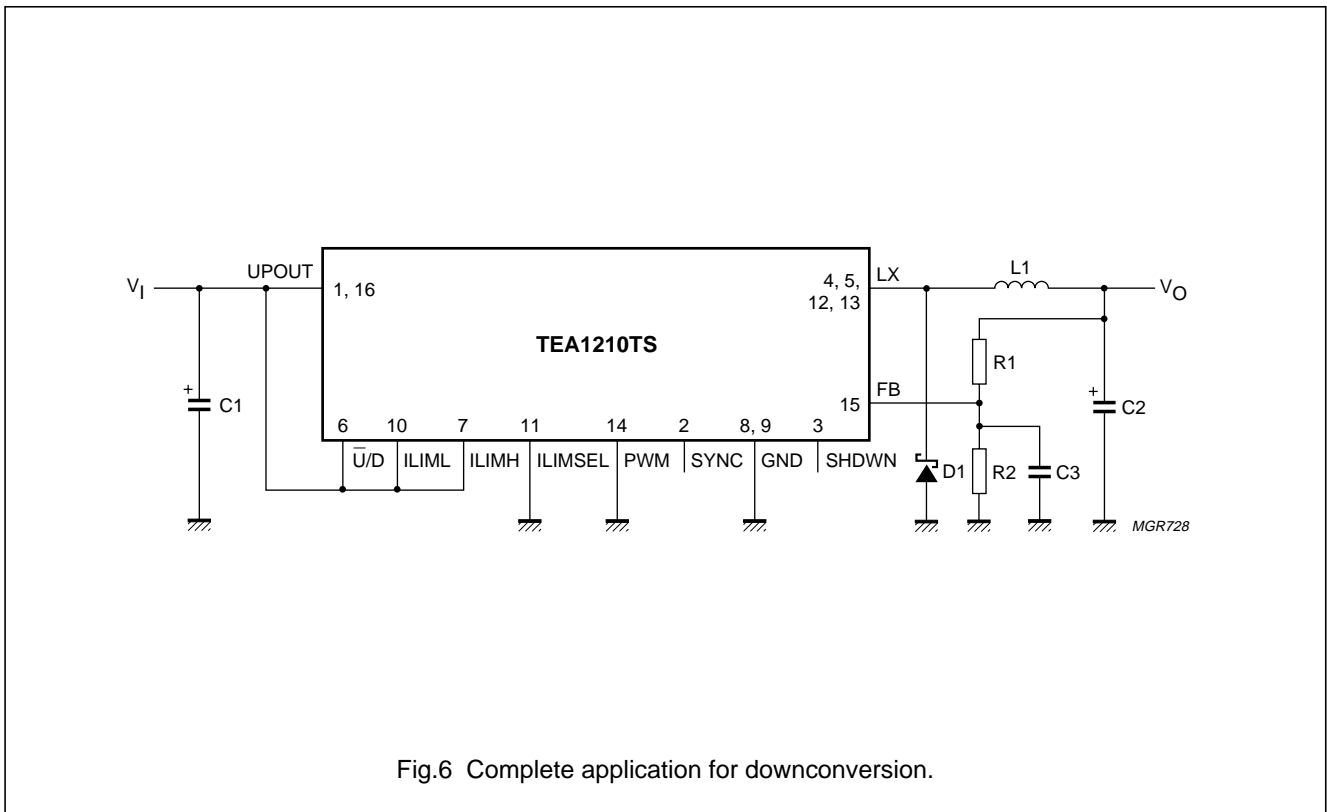 UPOUT
V_I
1, 16
4, 5,
12, 13
LX
L1
V_O
TEA1210TS
R1
FB
15
C1
C2
+
+
6
10
7
11
14
2
8, 9
3
U̅/D
ILIML
ILIMH
ILIMSEL
PWM
SYNC
GND
SHDWN
D1
R2
C3
MGR728
Fig.6 Complete application for downconversion.